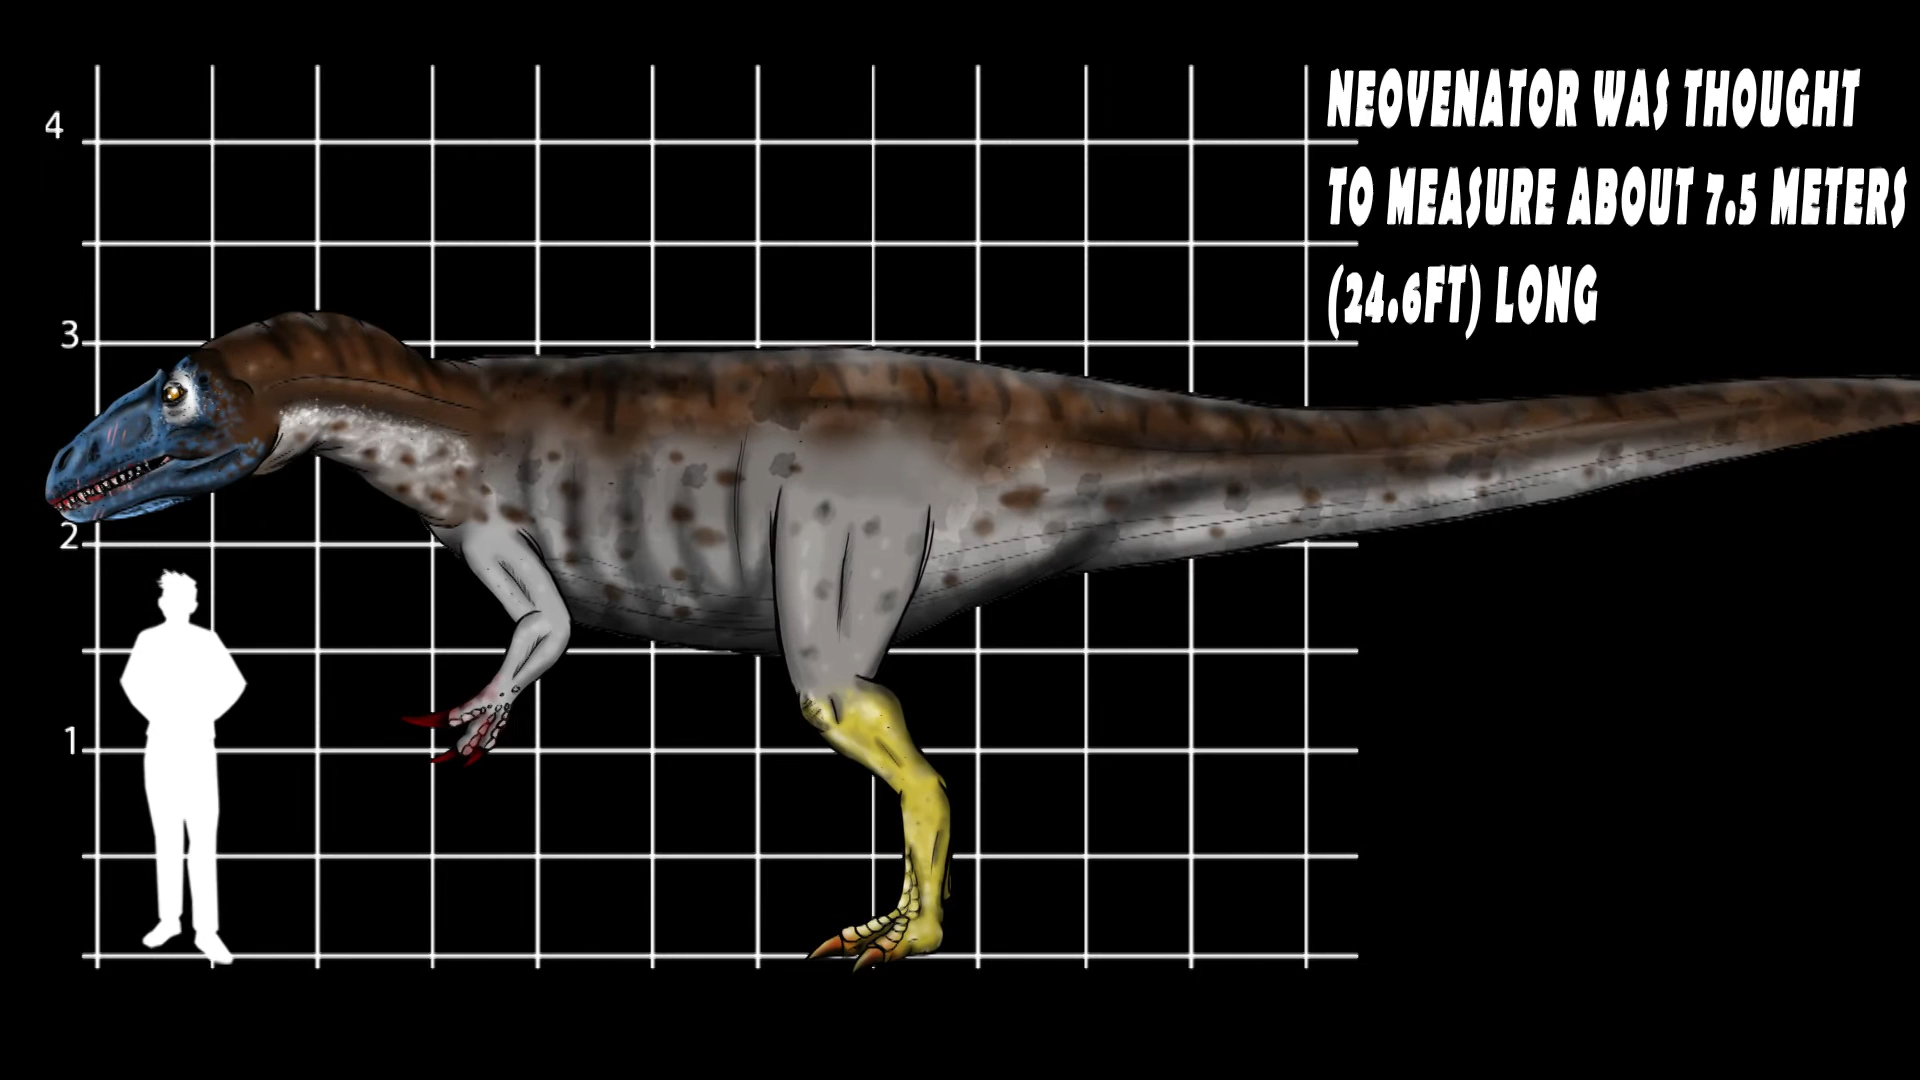 NEOVENATOR WAS THOUGHT
TO MEASURE ABOUT 7.5 METERS
(24.6FT) LONG
4
3
2
1